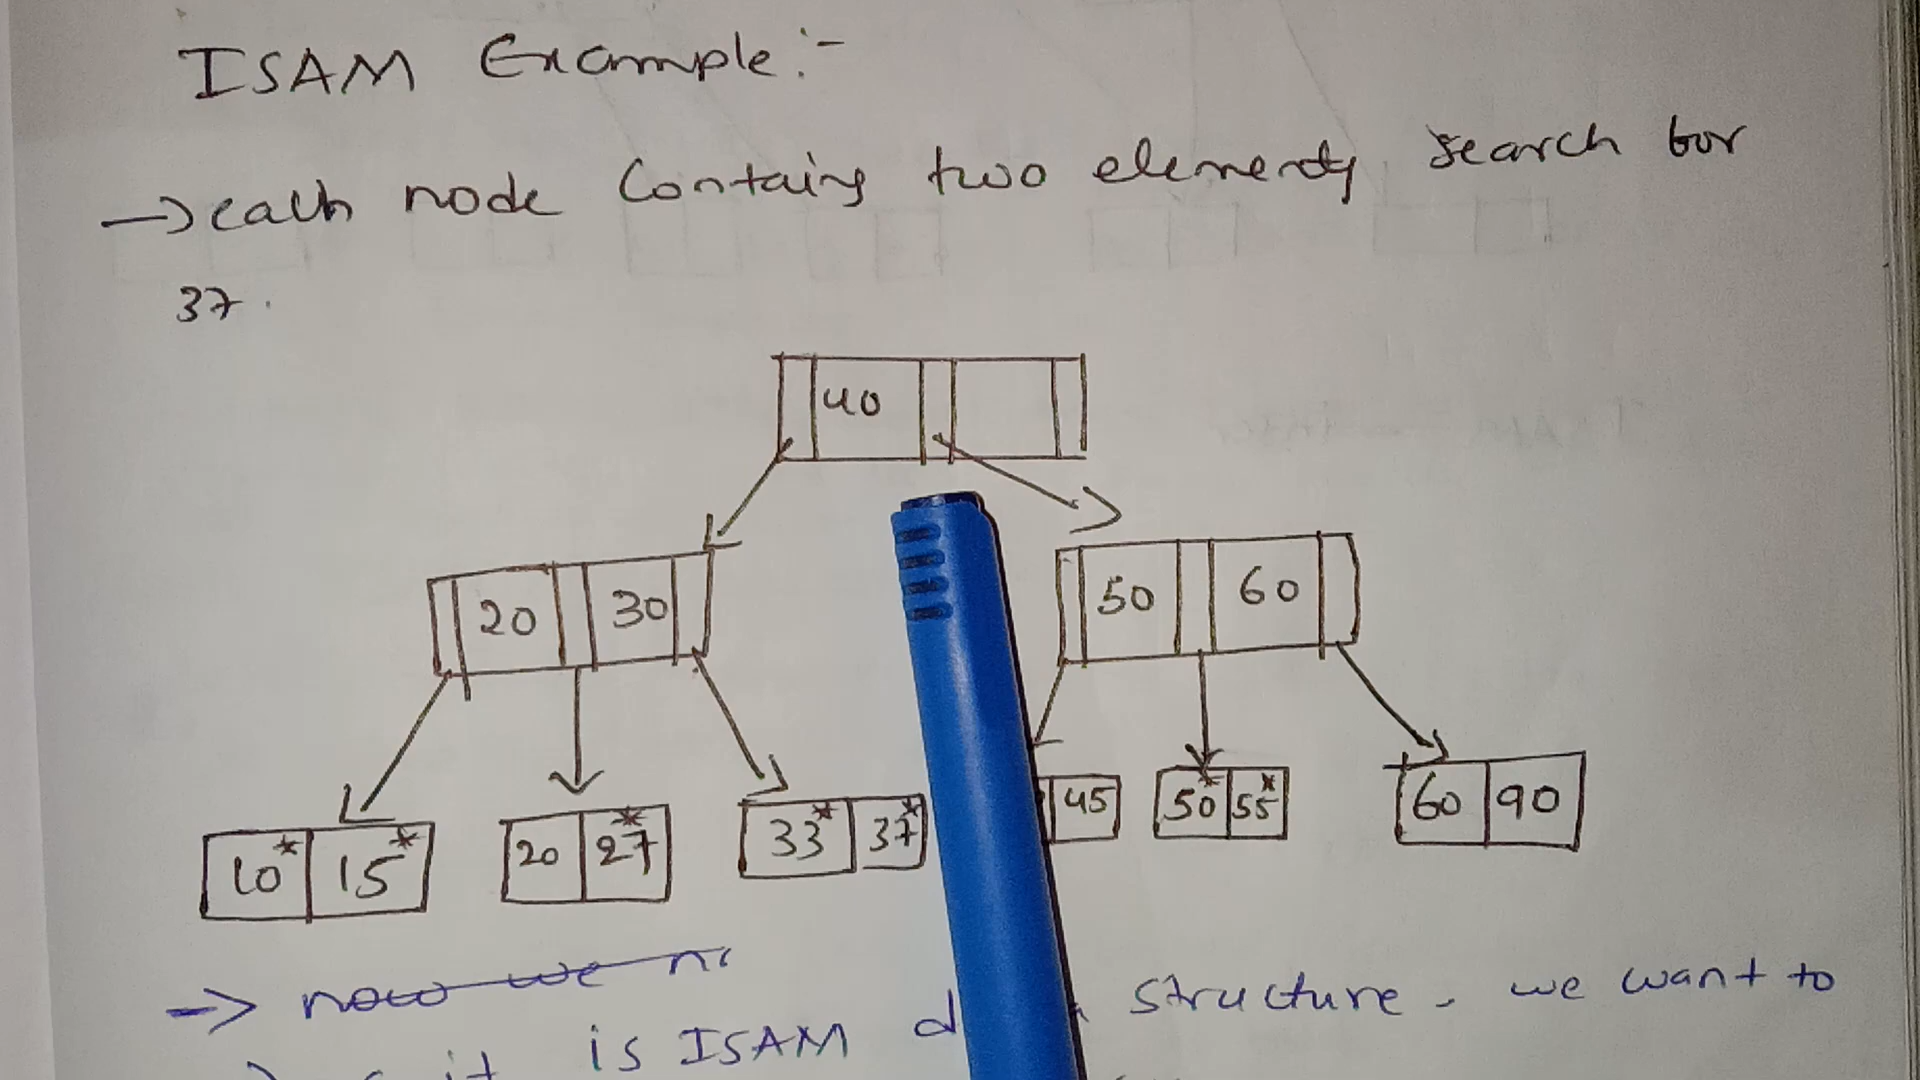 ISAM Example:-
→ each node Contains two elements search for
37.
40
20 30 50 60
10* 15* 20 27* 33* 37* 45 50* 55* 60 90
→ now we
structure. we want to
it is ISAM